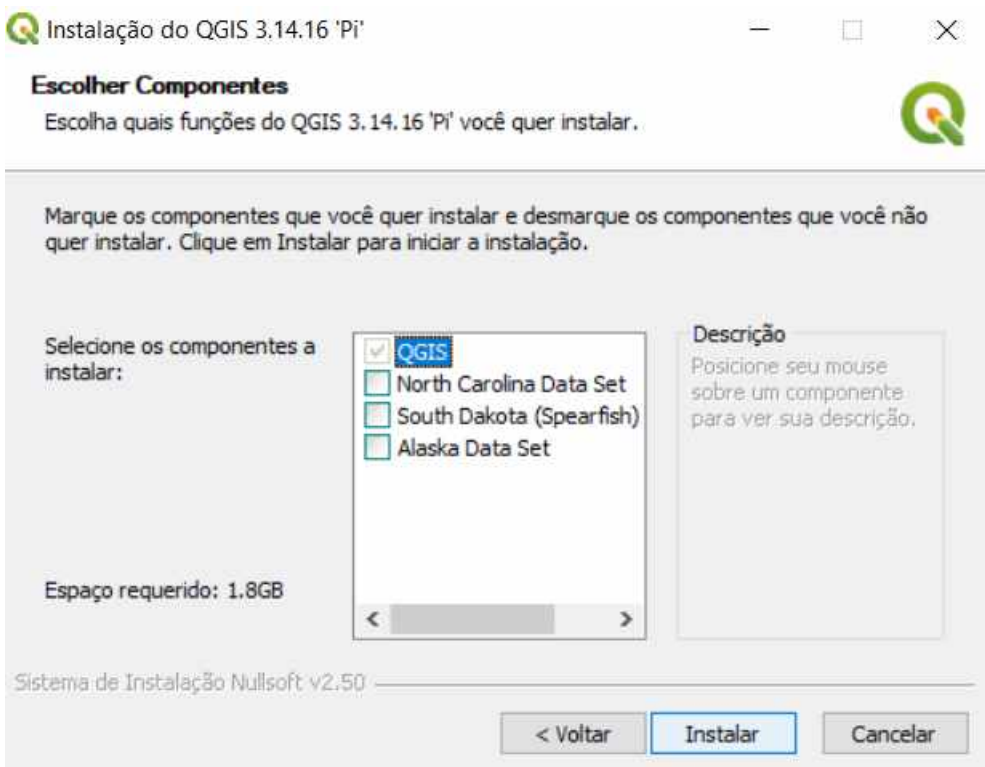 Instalação do QGIS 3.14.16 'Pi'
Escolher Componentes
Escolha quais funções do QGIS 3.14.16 'Pi' você quer instalar.
Marque os componentes que você quer instalar e desmarque os componentes que você não
quer instalar. Clique em Instalar para iniciar a instalação.
Selecione os componentes a
instalar:
QGIS
North Carolina Data Set
South Dakota (Spearfish)
Alaska Data Set
Descrição
Posicione seu mouse
sobre um componente
para ver sua descrição.
Espaço requerido: 1.8GB
Sistema de Instalação Nullsoft v2.50
< Voltar
Instalar
Cancelar